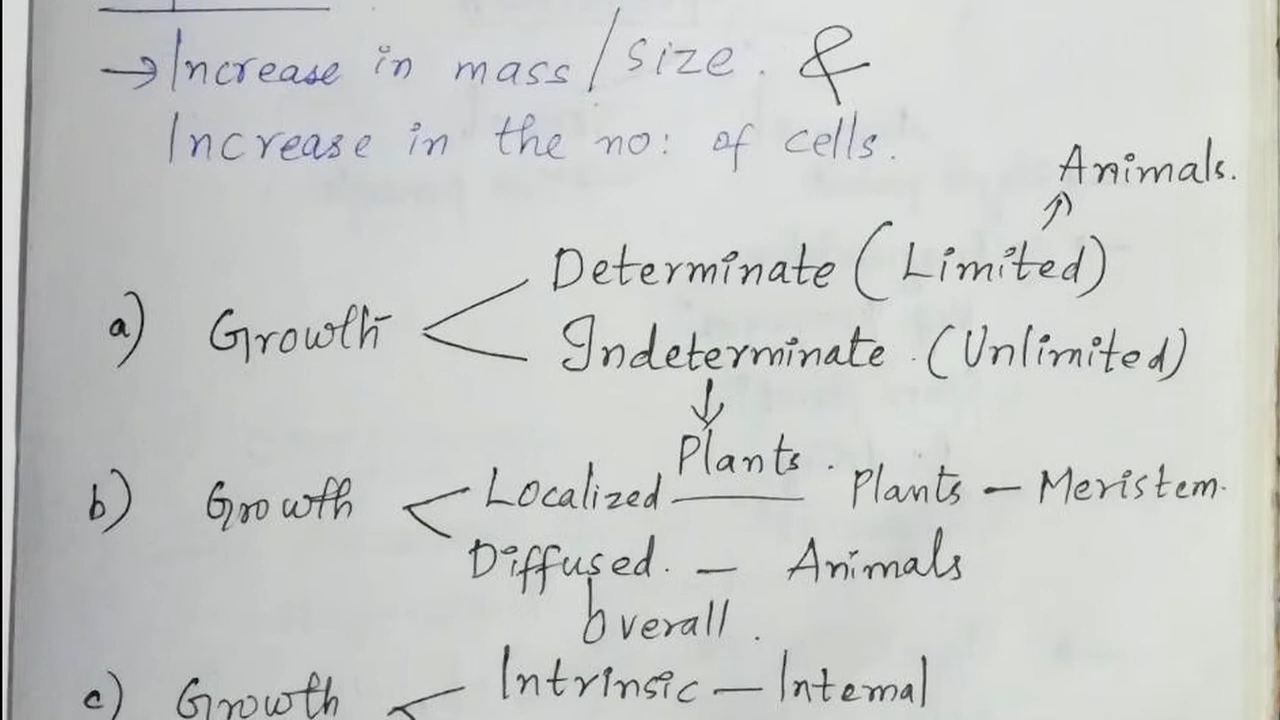 → Increase in mass / size. &
Increase in the no: of cells.
Animals.
a) Growth Determinate (Limited)
Indeterminate. (Unlimited)
Plants.
b) Growth Localized — Plants - Meristem.
Diffused. - Animals
Overall.
c) Growth Intrinsic - Internal